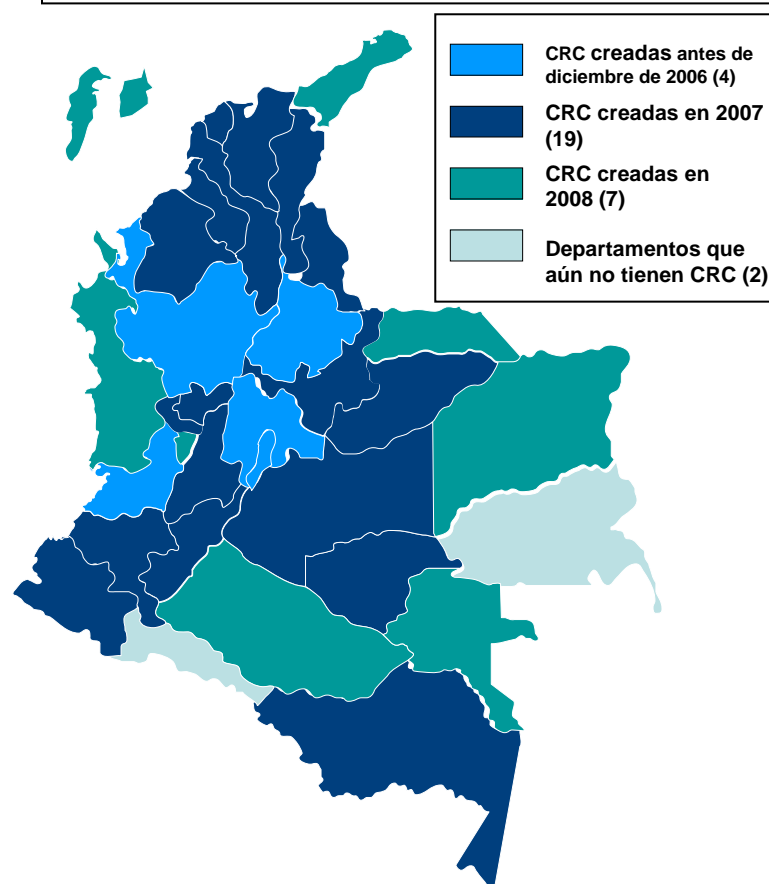 CRC creadas antes de
diciembre de 2006 (4)
CRC creadas en 2007
(19)
CRC creadas en
2008 (7)
Departamentos que
aún no tienen CRC (2)